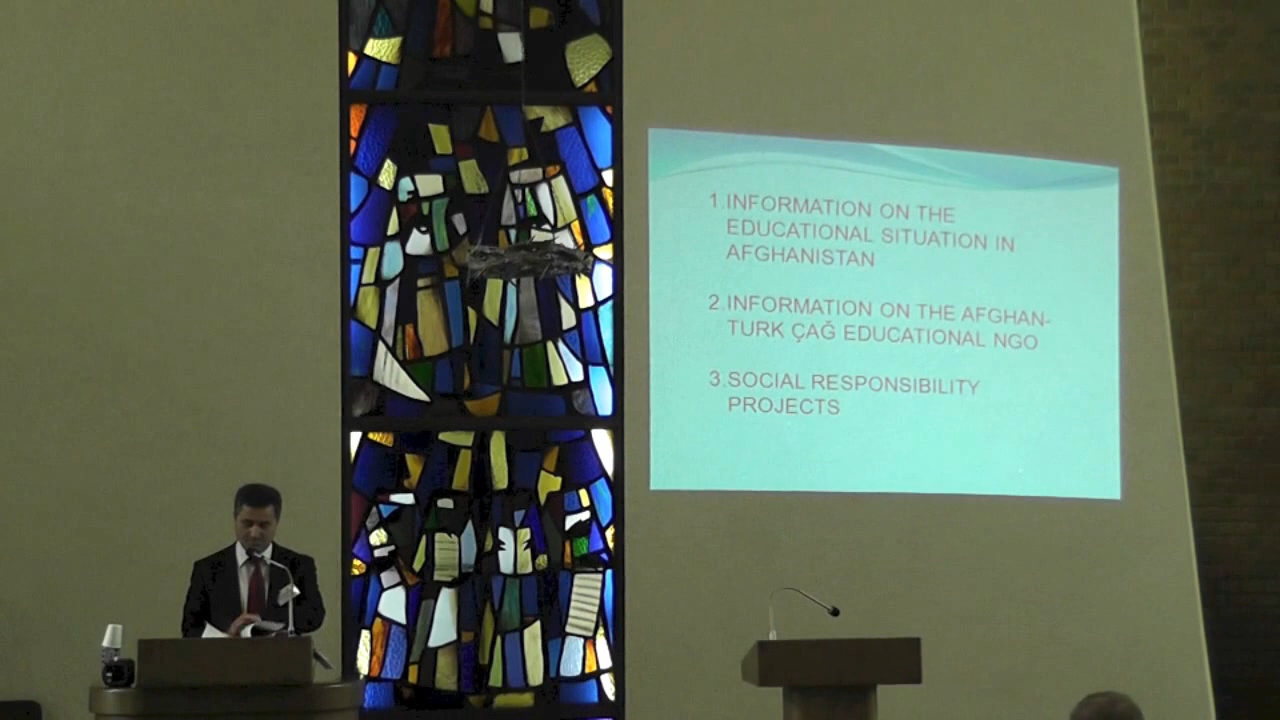 1.INFORMATION ON THE
EDUCATIONAL SITUATION IN
AFGHANISTAN
2.INFORMATION ON THE AFGHAN-
TURK ÇAĞ EDUCATIONAL NGO
3.SOCIAL RESPONSIBILITY
PROJECTS